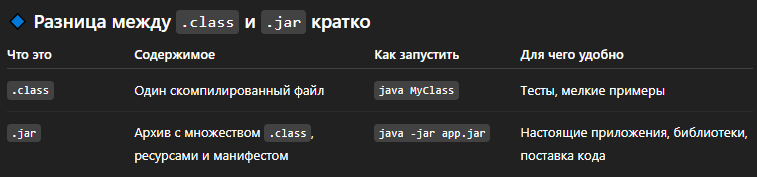 Разница между .class и .jar кратко
Что это Содержимое Как запустить Для чего удобно
.class Один скомпилированный файл java MyClass Тесты, мелкие примеры
.jar Архив с множеством .class, java -jar app.jar Настоящие приложения, библиотеки,
ресурсами и манифестом поставка кода